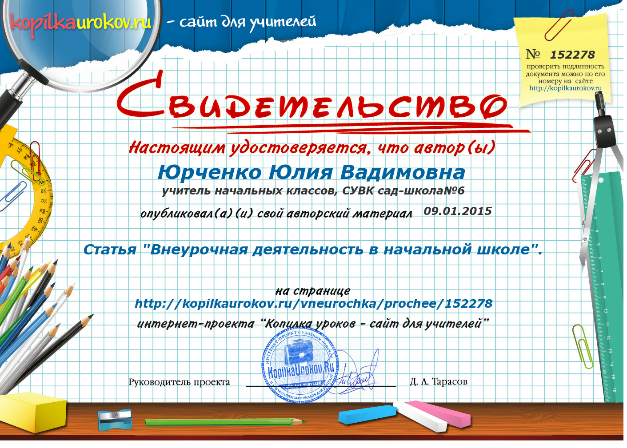 kopilkaurokov.ru - сайт для учителей
№ 152278
проверить подлинность
документа можно по его
номеру на сайте
http://kopilkaurokov.ru
Свидетельство
Настоящим удостоверяется, что автор(ы)
Юрченко Юлия Вадимовна
учитель начальных классов, СУВК сад-школа№6
опубликовал(а)(и) свой авторский материал 09.01.2015
Статья "Внеурочная деятельность в начальной школе".
на странице
http://kopilkaurokov.ru/vneurochka/prochee/152278
интернет-проекта “Копилка уроков - сайт для учителей”
KopilkaUrokov.Ru
Руководитель проекта Д. А. Тарасов